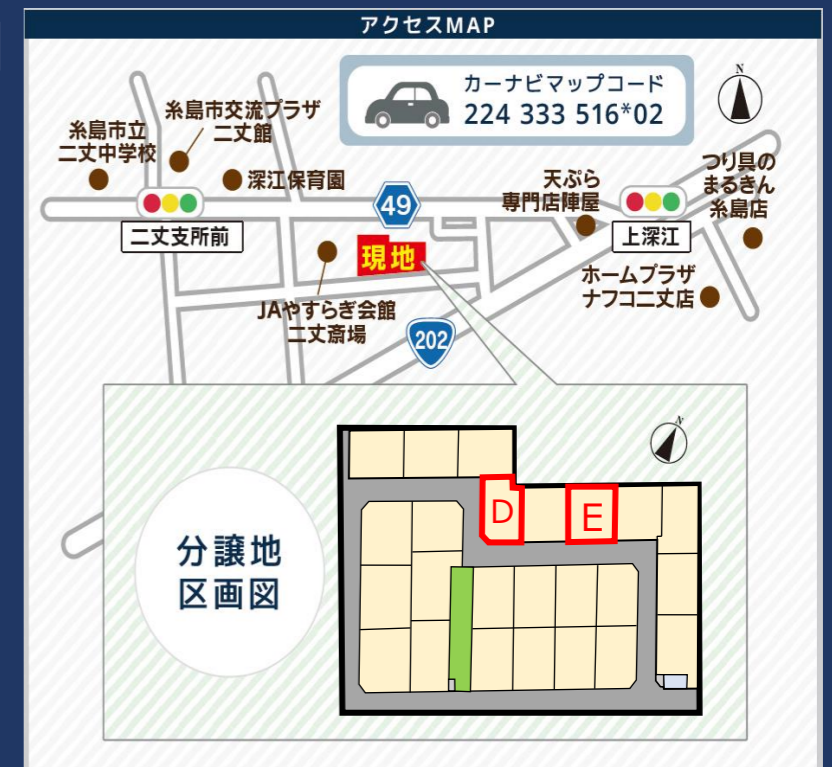 アクセスMAP
カーナビマップコード
224 333 516*02
N
糸島市立
二丈中学校
糸島市交流プラザ
二丈館
深江保育園
49
天ぷら
専門店陣屋
つり具の
まるきん
糸島店
二丈支所前
上深江
現地
JAやすらぎ会館
二丈斎場
ホームプラザ
ナフコ二丈店
202
N
分譲地
区画図
D
E